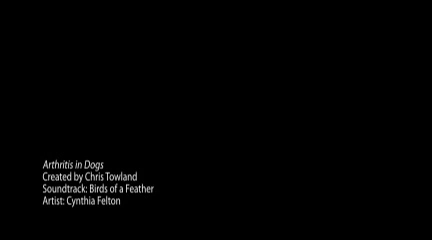 Arthritis in Dogs
Created by Chris Towland
Soundtrack: Birds of a Feather
Artist: Cynthia Felton